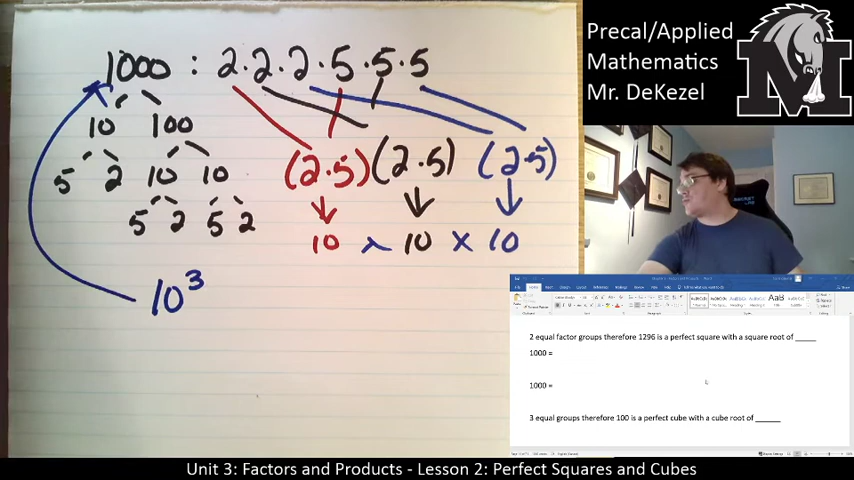 1000 : 2·2·2·5·5·5
10 100
5 2 10 10
5 2 5 2
(2·5)(2·5)(2·5)
10 × 10 × 10
10³
Precal/Applied
Mathematics
Mr. DeKezel
M
2 equal factor groups therefore 1296 is a perfect square with a square root of _____
1000 =
1000 =
3 equal groups therefore 100 is a perfect cube with a cube root of ______
Unit 3: Factors and Products - Lesson 2: Perfect Squares and Cubes